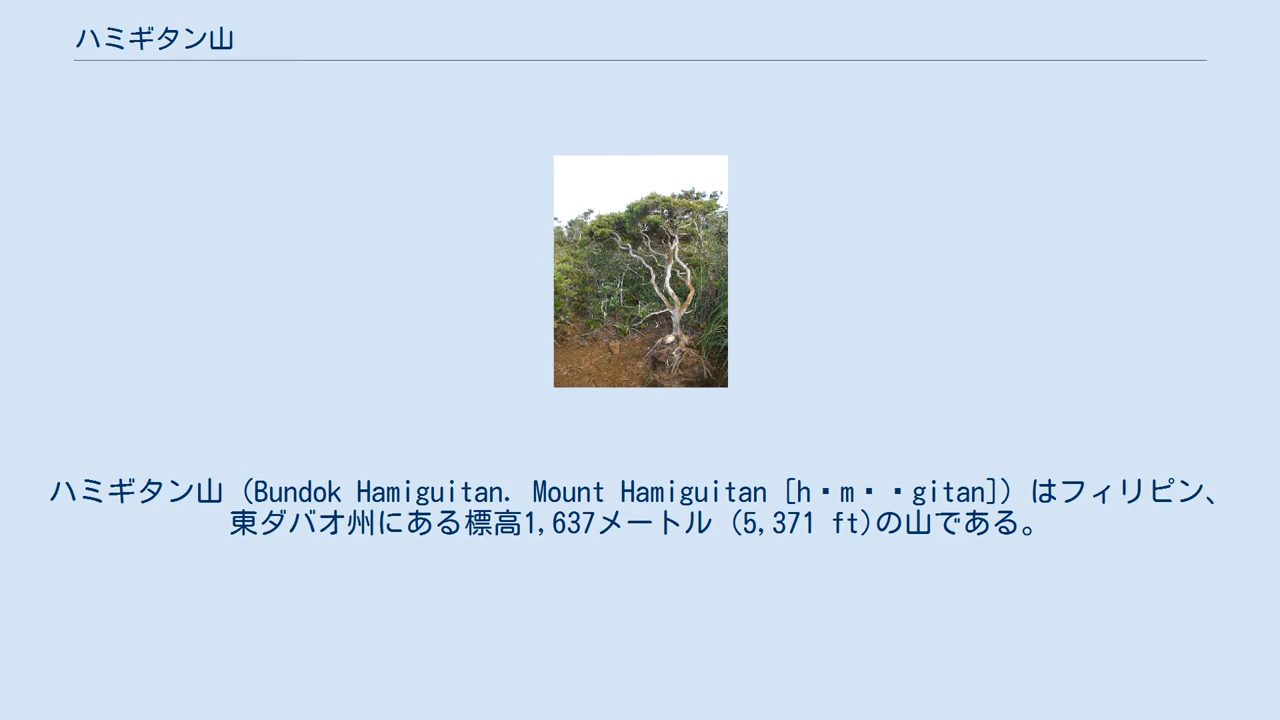 ハミギタン山
ハミギタン山 (Bundok Hamiguitan. Mount Hamiguitan [h・m・・gitan]) はフィリピン、
東ダバオ州にある標高1,637メートル (5,371 ft)の山である。